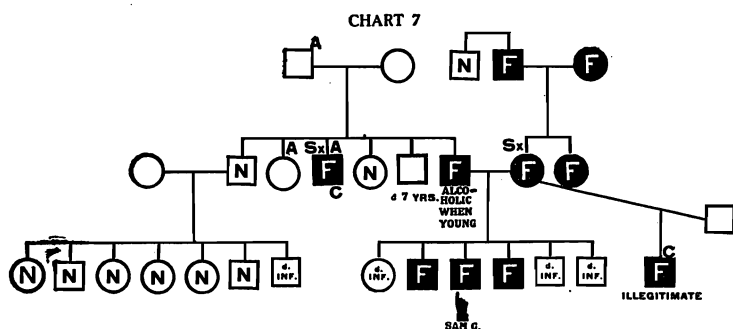 CHART 7
A
N F F
A Sx A Sx
N F N F F F
C
d 7 YRS. ALCO-
HOLIC
WHEN
YOUNG
N N N N N N d.
INF.
d.
INF. F F F d.
INF. d.
INF. C
F
ILLEGITIMATE
SAM G.